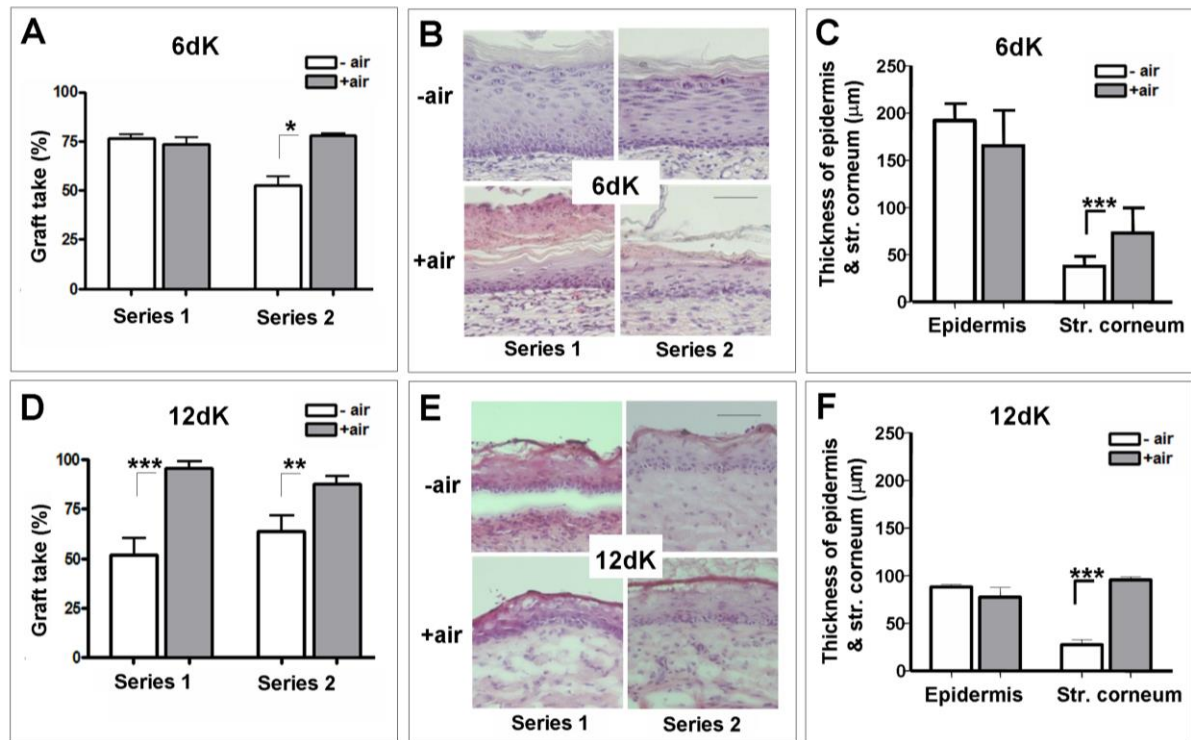 A
6dK
- air
+air
Graft take (%)
100
75
50
25
0
*
Series 1
Series 2
B
-air
+air
6dK
Series 1
Series 2
C
6dK
- air
+air
Thickness of epidermis
& str. corneum (µm)
250
200
150
100
50
0
***
Epidermis
Str. corneum
D
12dK
- air
+air
Graft take (%)
100
75
50
25
0
***
**
Series 1
Series 2
E
-air
+air
12dK
Series 1
Series 2
F
12dK
- air
+air
Thickness of epidermis
& str. corneum (µm)
250
200
150
100
50
0
***
Epidermis
Str. corneum